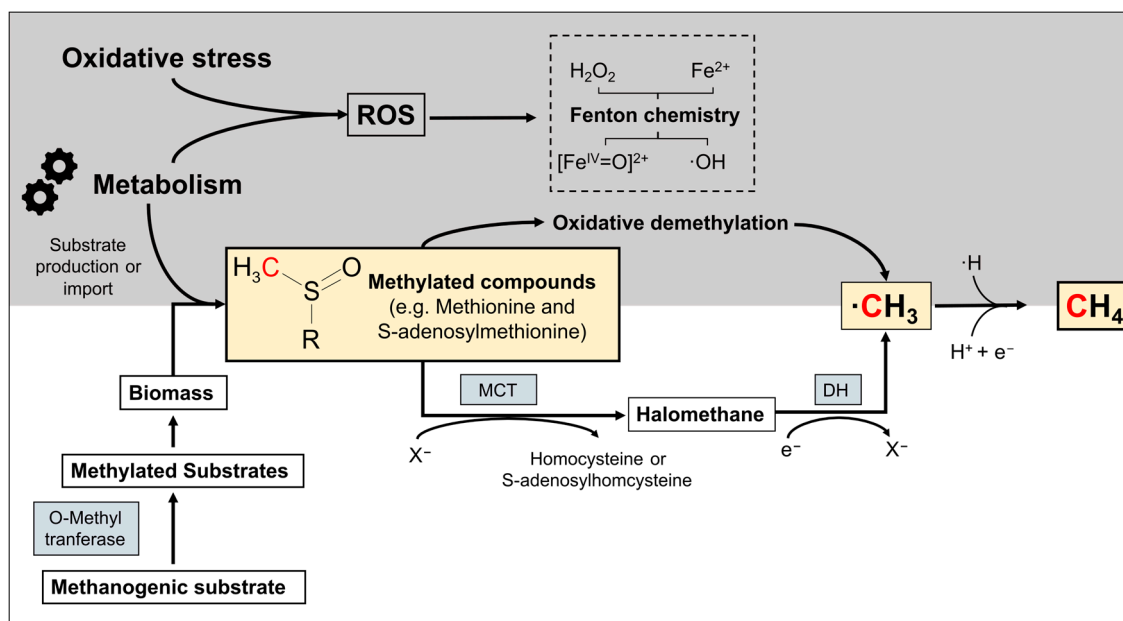 Oxidative stress
H₂O₂ Fe²⁺
ROS
Fenton chemistry
[Feᴵⱽ=O]²⁺ ·OH
Metabolism
Oxidative demethylation
Substrate
production or
import
H₃C
S
O
R
Methylated compounds
(e.g. Methionine and
S-adenosylmethionine)
·CH₃
·H
H⁺ + e⁻
CH₄
Biomass
MCT
DH
Halomethane
X⁻
Homocysteine or
S-adenosylhomcysteine
e⁻
X⁻
Methylated Substrates
O-Methyl
tranferase
Methanogenic substrate